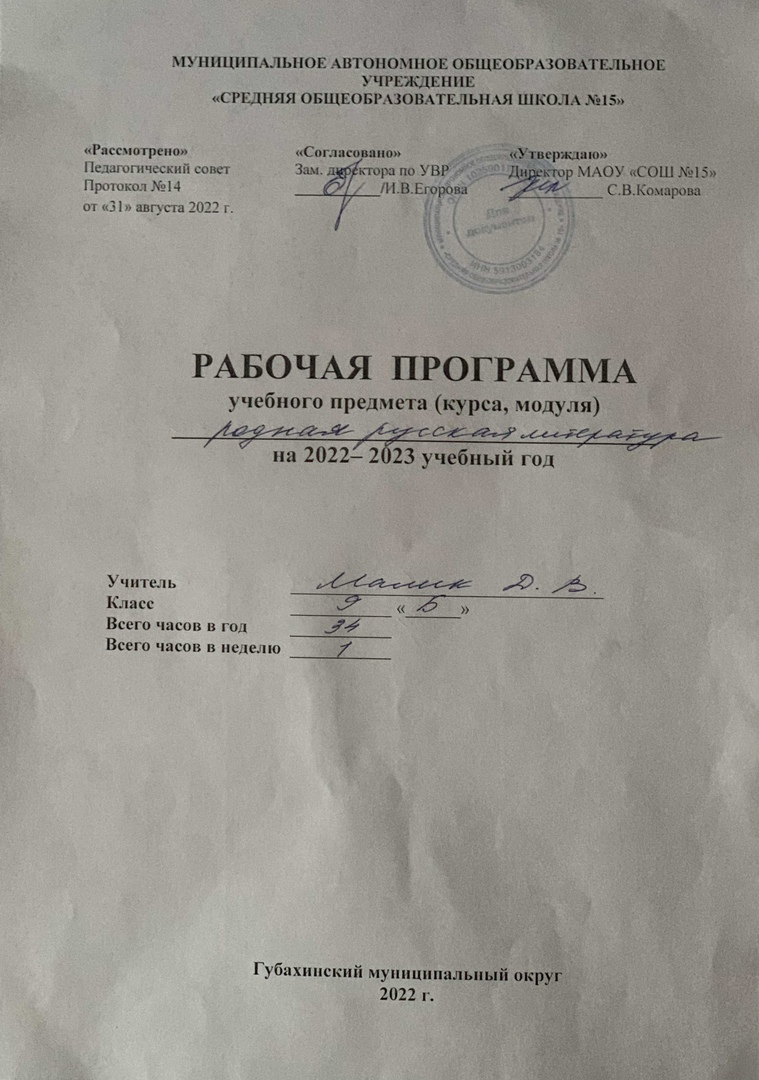 МУНИЦИПАЛЬНОЕ АВТОНОМНОЕ ОБЩЕОБРАЗОВАТЕЛЬНОЕ
УЧРЕЖДЕНИЕ
«СРЕДНЯЯ ОБЩЕОБРАЗОВАТЕЛЬНАЯ ШКОЛА №15»
«Рассмотрено»
Педагогический совет
Протокол №14
от «31» августа 2022 г.
«Согласовано»
Зам. директора по УВР
/И.В.Егорова
«Утверждаю»
Директор МАОУ «СОШ №15»
С.В.Комарова
Для
документов
РАБОЧАЯ ПРОГРАММА
учебного предмета (курса, модуля)
родная русская литература
на 2022– 2023 учебный год
Учитель Малик Д. В.
Класс 9 « Б »
Всего часов в год 34
Всего часов в неделю 1
Губахинский муниципальный округ
2022 г.